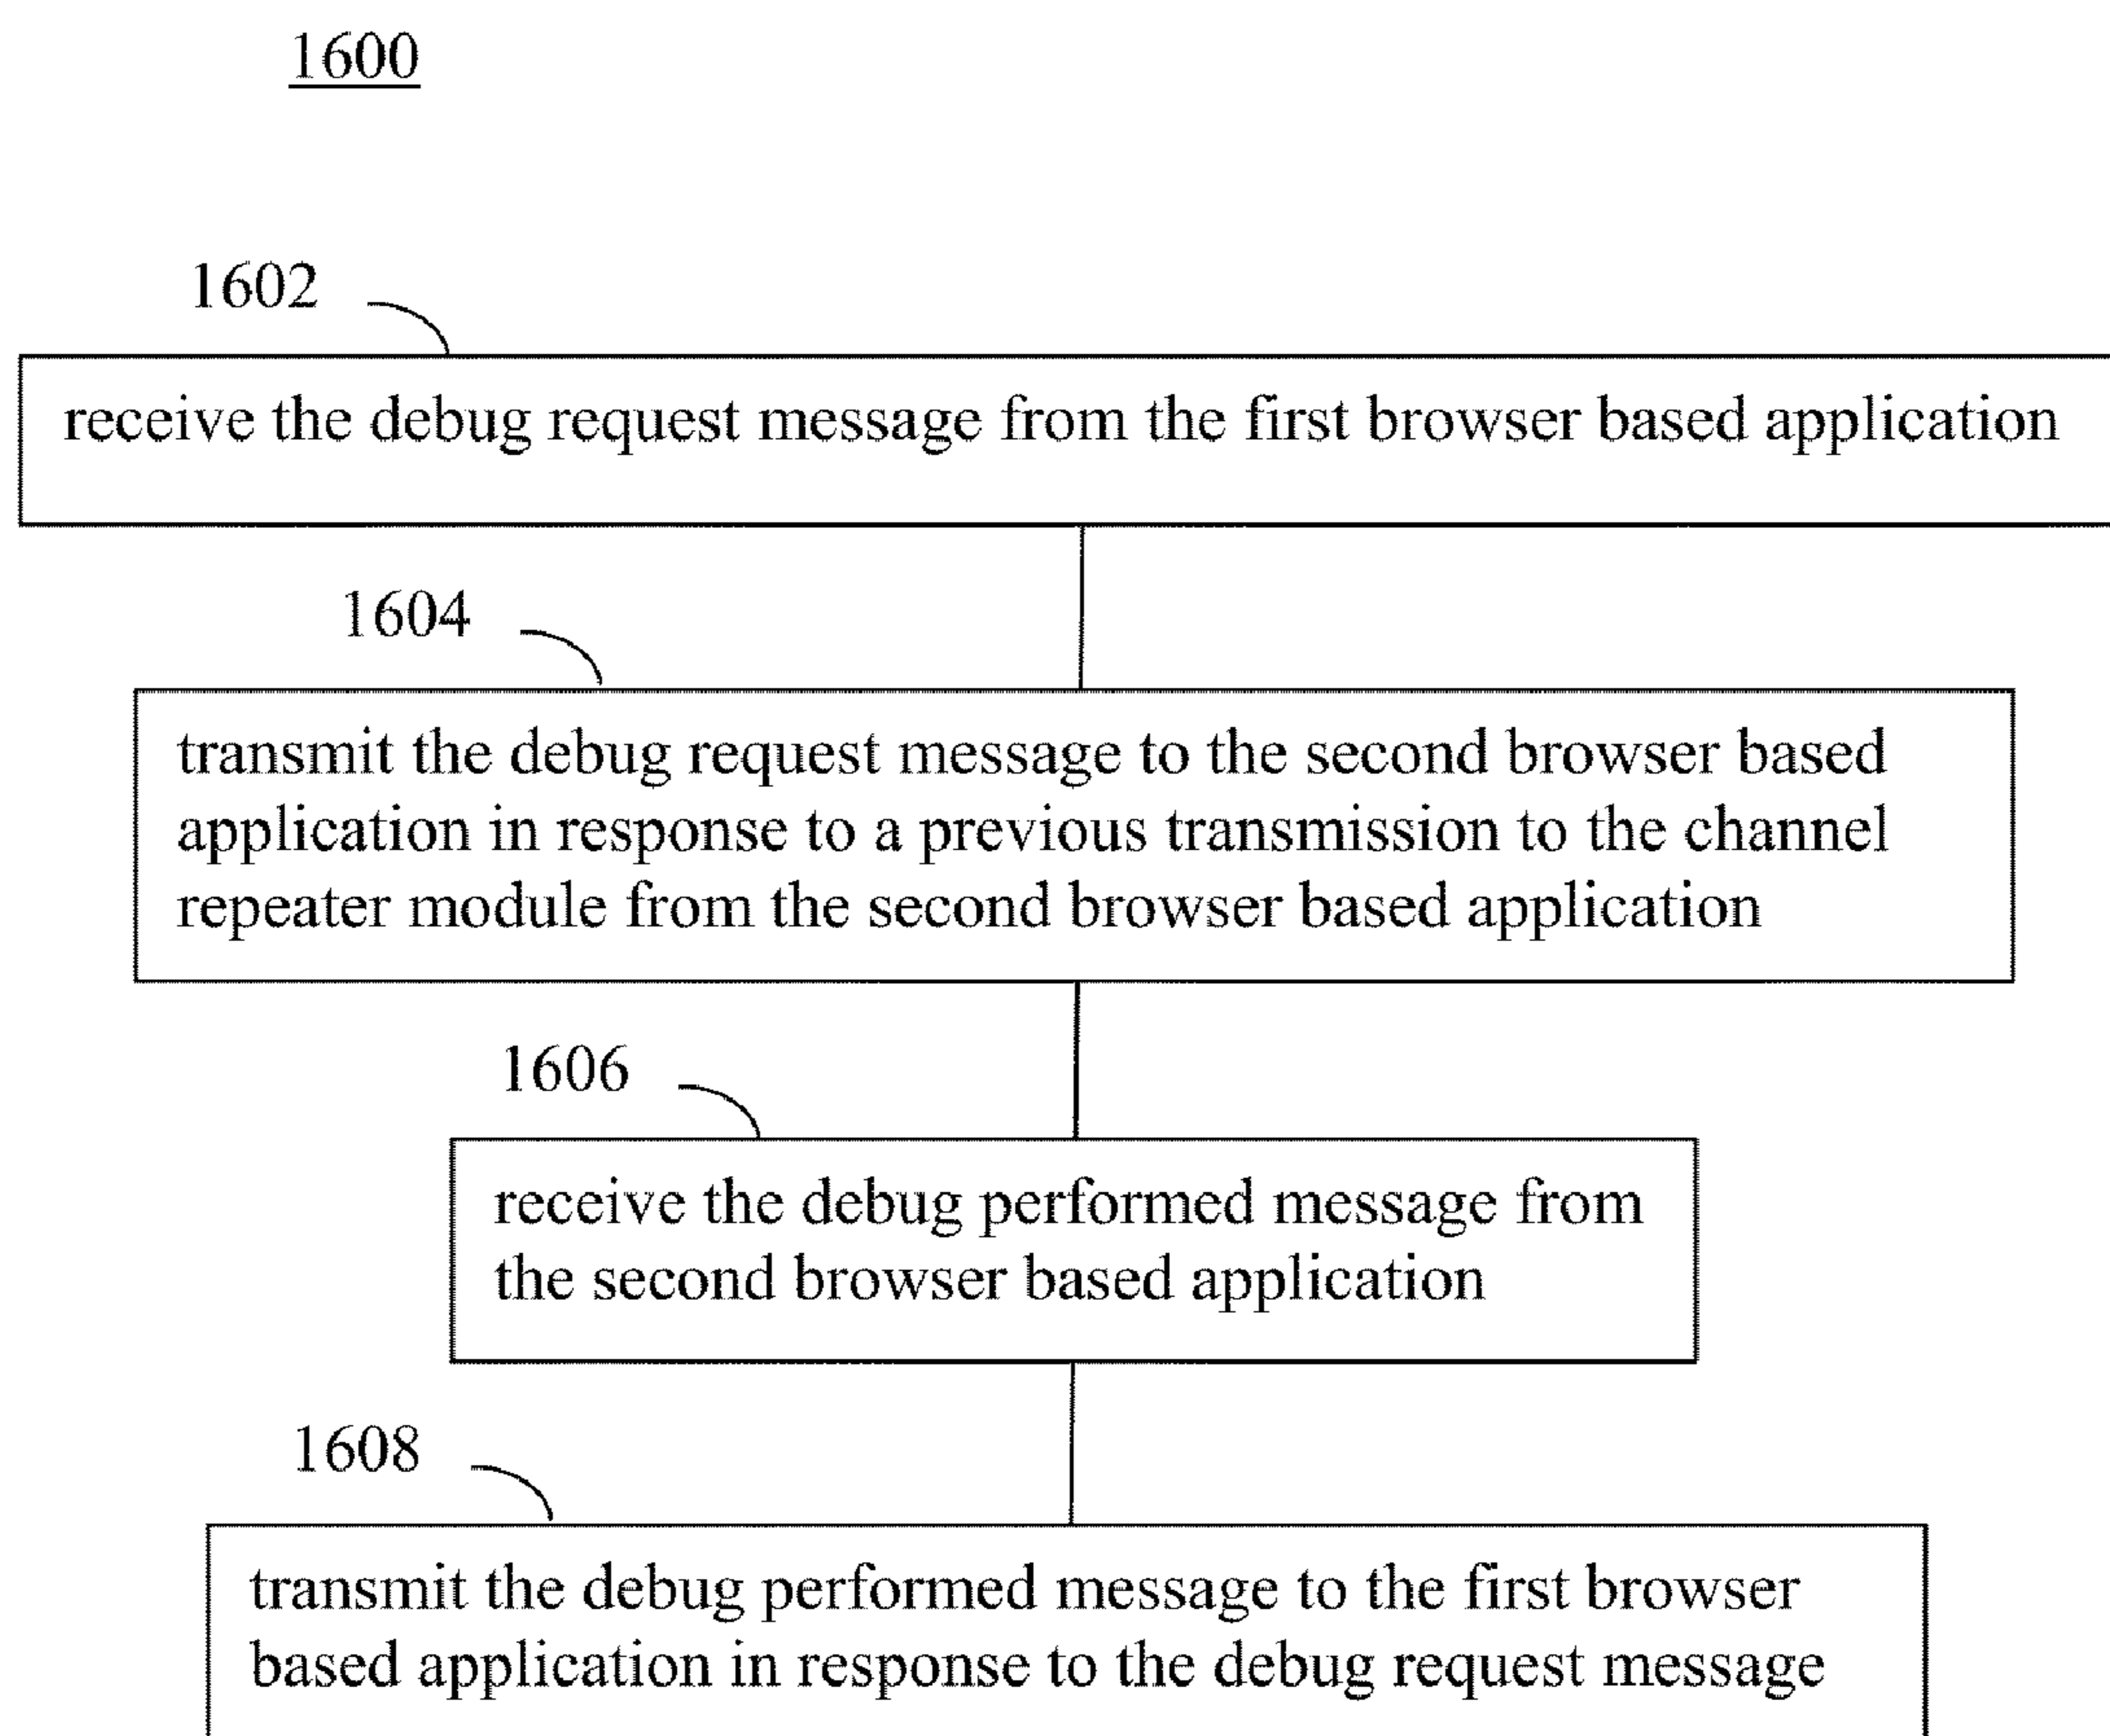 1600
1602
receive the debug request message from the first browser based application
1604
transmit the debug request message to the second browser based
application in response to a previous transmission to the channel
repeater module from the second browser based application
1606
receive the debug performed message from
the second browser based application
1608
transmit the debug performed message to the first browser
based application in response to the debug request message